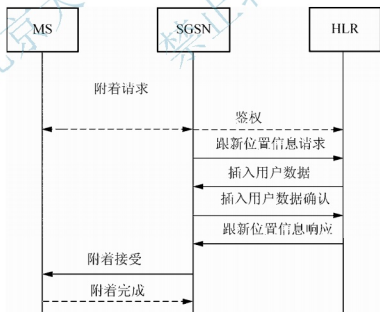 MS
SGSN
HLR
附着请求
鉴权
跟新位置信息请求
插入用户数据
插入用户数据确认
跟新位置信息响应
附着接受
附着完成